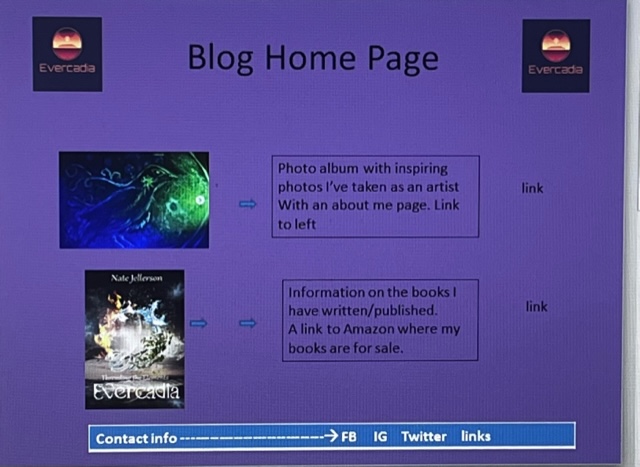 Evercadia
Blog Home Page
Evercadia
Photo album with inspiring
photos I've taken as an artist
With an about me page. Link
to left
link
Nate Jefferson
Evercadia
Information on the books I
have written/published.
A link to Amazon where my
books are for sale.
link
Contact info -------------------------→ FB IG Twitter links